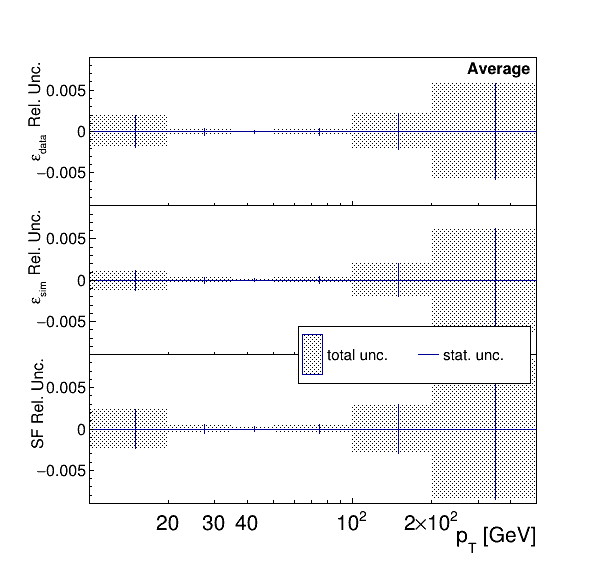 Average
ε_data Rel. Unc.
0.005
0
−0.005
ε_sim Rel. Unc.
0.005
0
−0.005
total unc. stat. unc.
SF Rel. Unc.
0.005
0
−0.005
20 30 40 10² 2×10²
p_T [GeV]